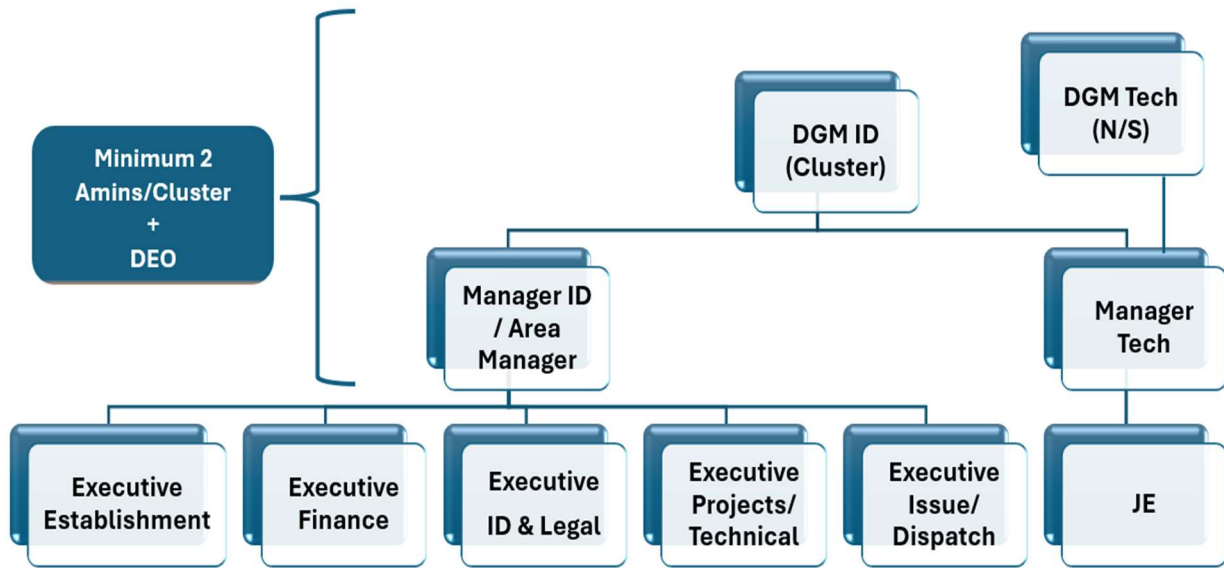 DGM Tech
(N/S)
DGM ID
(Cluster)
Minimum 2
Amins/Cluster
+
DEO
Manager ID
/ Area
Manager
Manager
Tech
Executive
Establishment
Executive
Finance
Executive
ID & Legal
Executive
Projects/
Technical
Executive
Issue/
Dispatch
JE